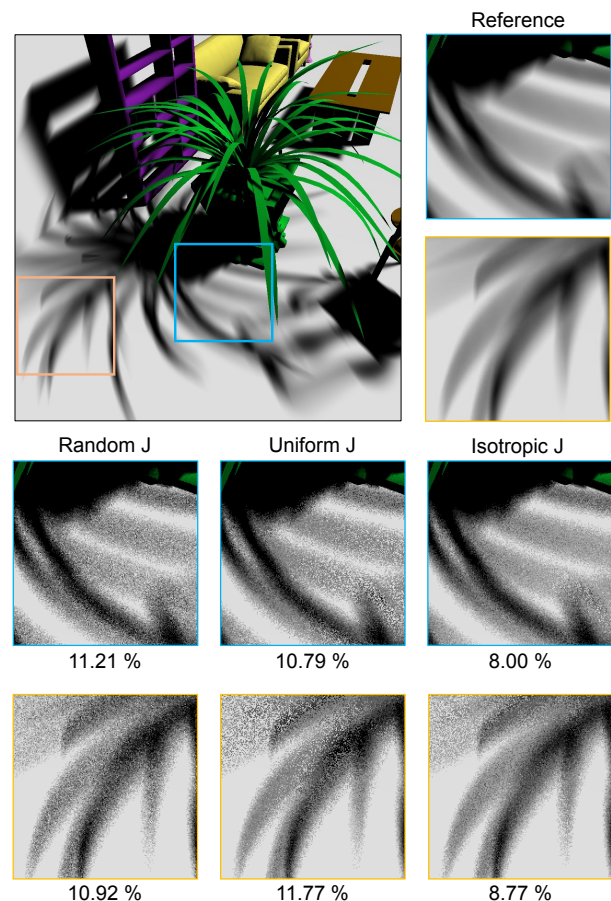 Reference
Random J
Uniform J
Isotropic J
11.21 %
10.79 %
8.00 %
10.92 %
11.77 %
8.77 %